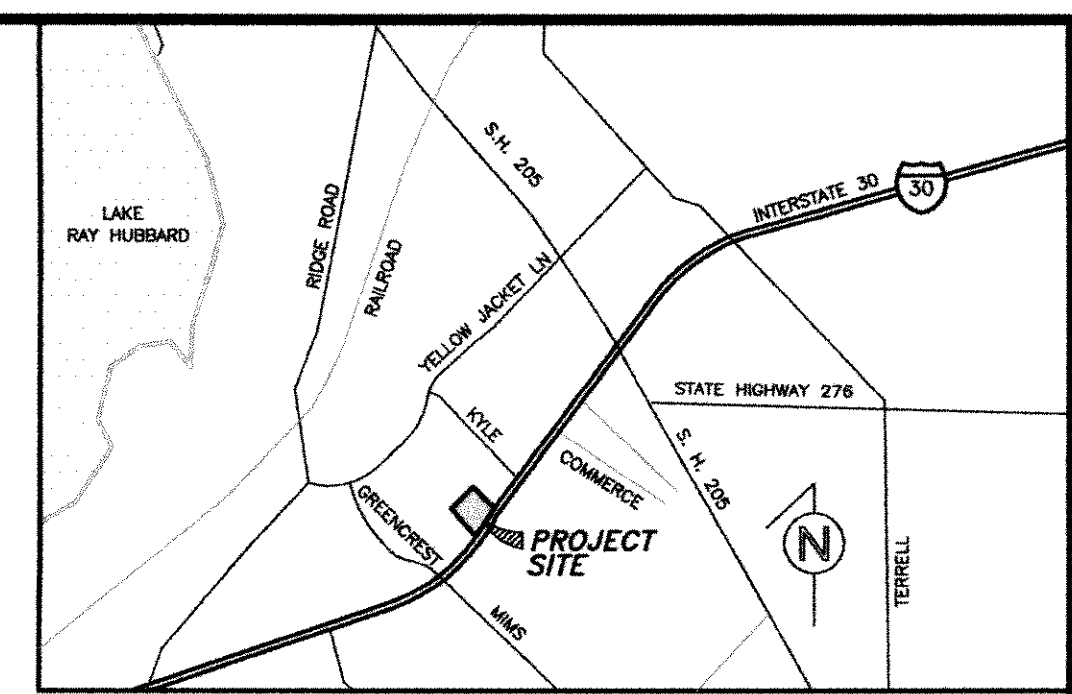 LAKE
RAY HUBBARD
RIDGE ROAD
RAILROAD
S.H. 205
YELLOW JACKET LN
INTERSTATE 30
30
STATE HIGHWAY 276
KYLE
COMMERCE
S. H. 205
GREENCREST
PROJECT
SITE
N
TERRELL
MIMS